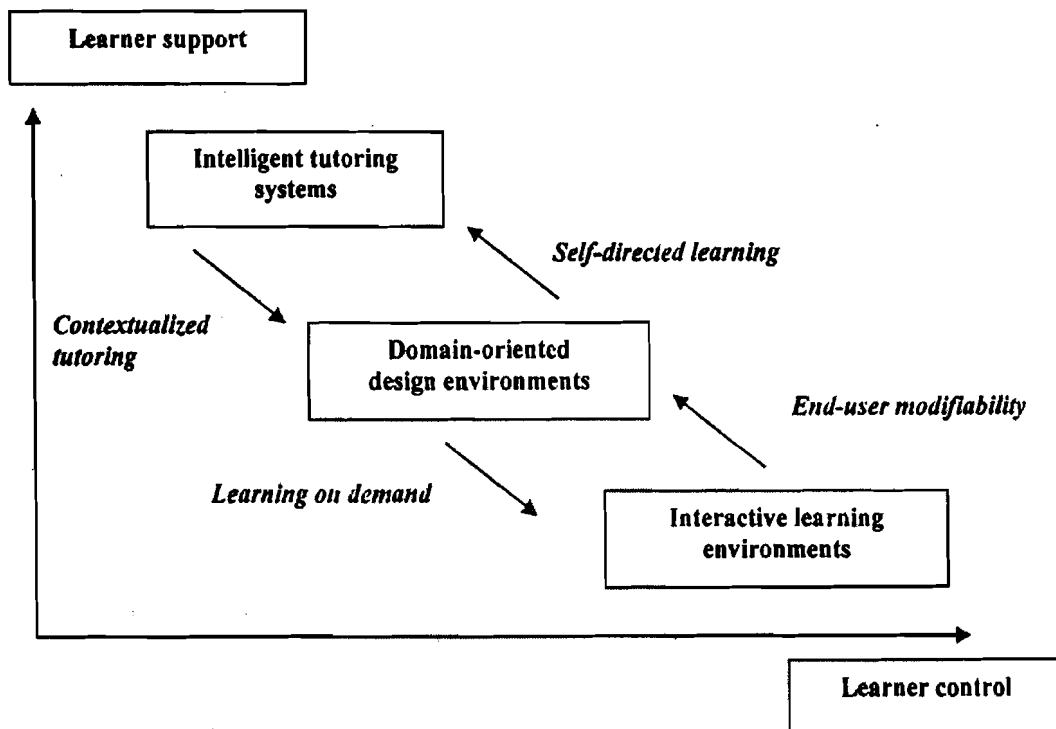 Learner support
Intelligent tutoring
systems
Self-directed learning
Contextualized
tutoring
Domain-oriented
design environments
End-user modifiability
Learning on demand
Interactive learning
environments
Learner control